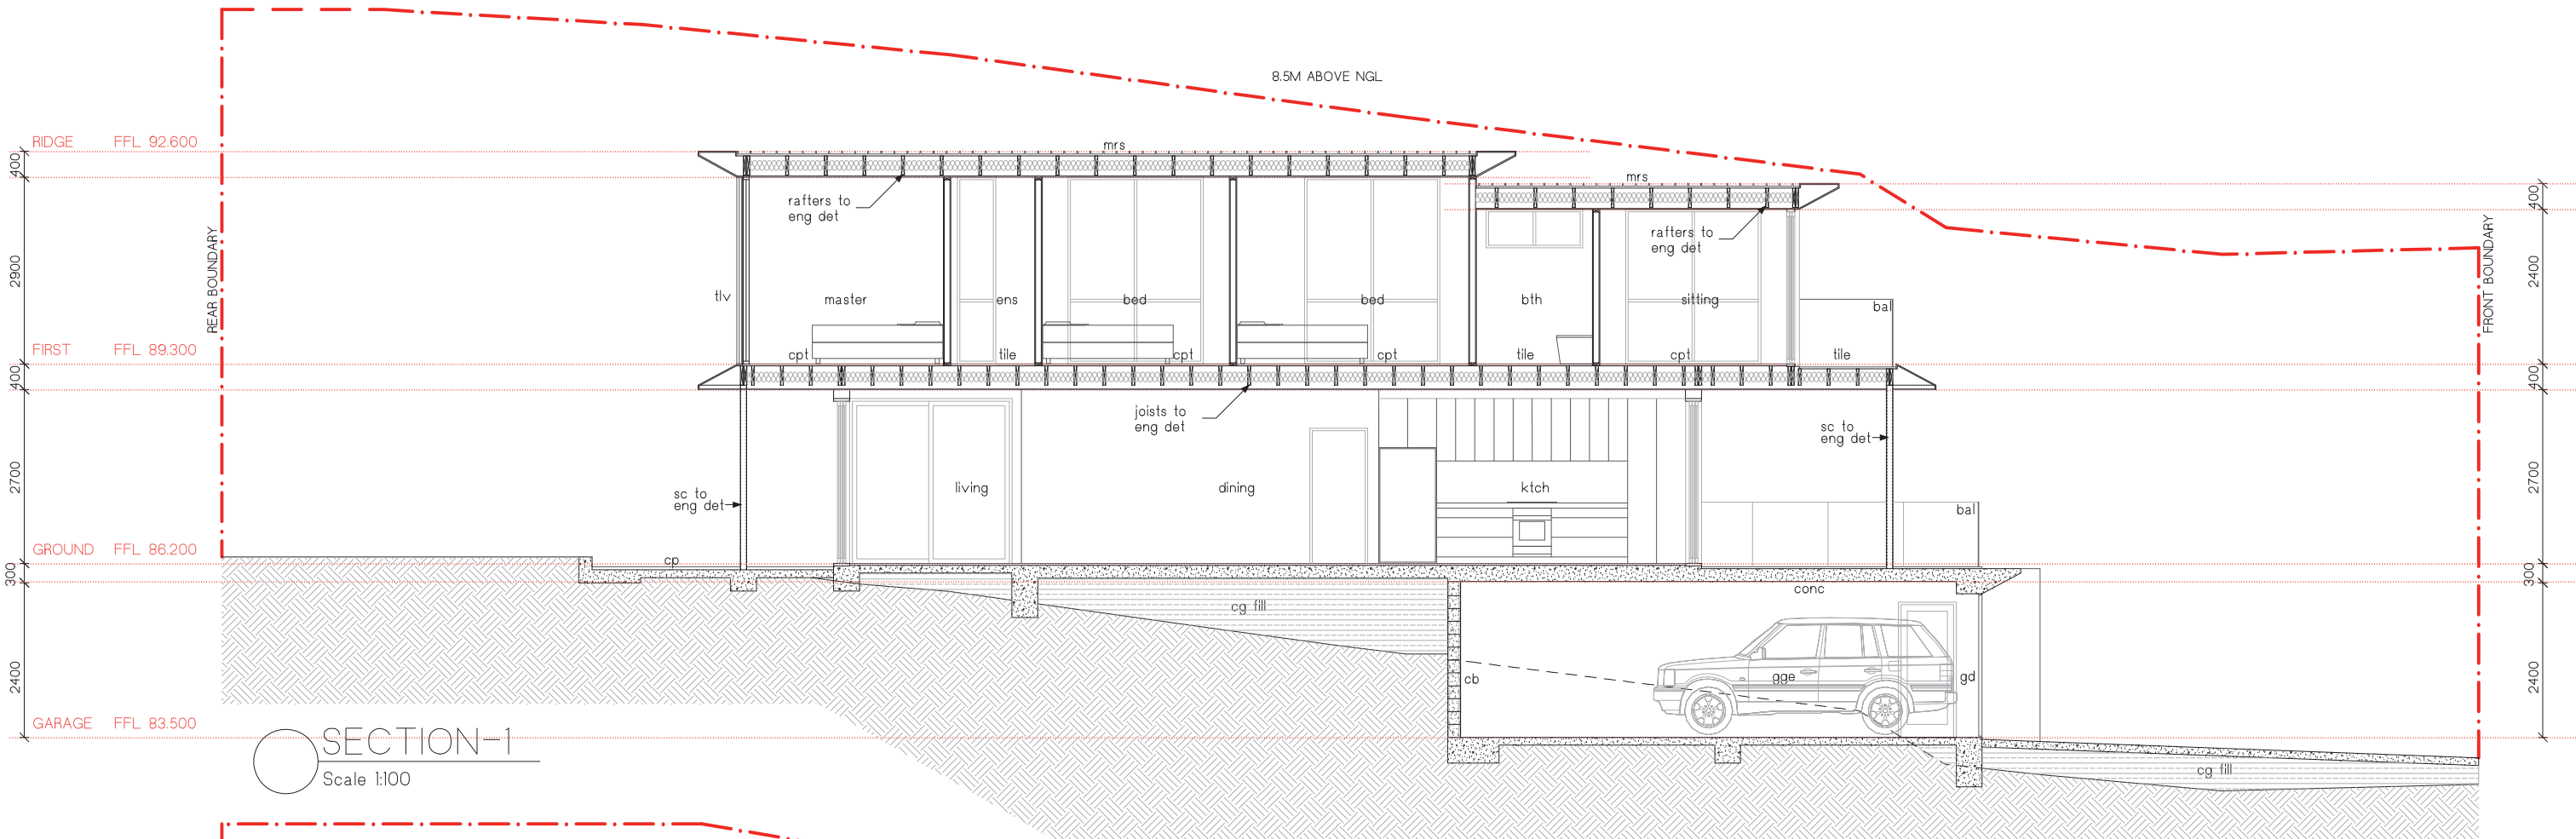 8.5M ABOVE NGL
RIDGE FFL 92.600
400
mrs
mrs
400
rafters to
eng det
rafters to
eng det
REAR BOUNDARY
FRONT BOUNDARY
2900
2400
tlv
master
ens
bed
bed
bth
sitting
bal
FIRST FFL 89.300
cpt
tile
cpt
cpt
tile
cpt
tile
400
400
joists to
eng det
sc to
eng det
2700
2700
living
dining
ktch
sc to
eng det
bal
GROUND FFL 86.200
cp
300
300
conc
cg fill
2400
2400
cb
gge
gd
GARAGE FFL 83.500
SECTION-1
Scale 1:100
cg fill